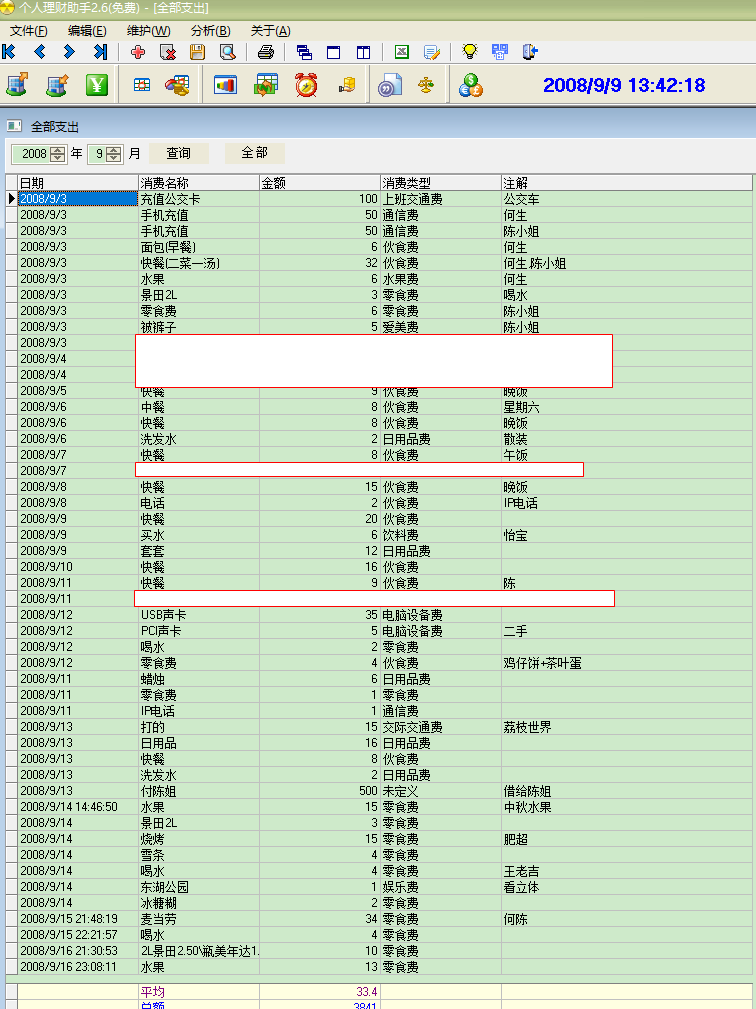 个人理财助手2.6(免费) - [全部支出]
文件(F) 编辑(E) 维护(W) 分析(B) 关于(A)
2008/9/9 13:42:18
全部支出
2008 年 9 月 查询 全部
日期 消费名称 金额 消费类型 注解
2008/9/3 充值公交卡 100 上班交通费 公交车
2008/9/3 手机充值 50 通信费 何生
2008/9/3 手机充值 50 通信费 陈小姐
2008/9/3 面包(早餐) 6 伙食费 何生
2008/9/3 快餐(二菜一汤) 32 伙食费 何生.陈小姐
2008/9/3 水果 6 水果费 何生
2008/9/3 景田2L 3 零食费 喝水
2008/9/3 零食费 6 零食费 陈小姐
2008/9/3 被裤子 5 爱美费 陈小姐
2008/9/3
2008/9/4
2008/9/4
2008/9/5 快餐 9 伙食费 晚饭
2008/9/6 中餐 8 伙食费 星期六
2008/9/6 快餐 8 伙食费 晚饭
2008/9/6 洗发水 2 日用品费 散装
2008/9/7 快餐 8 伙食费 午饭
2008/9/7
2008/9/8 快餐 15 伙食费 晚饭
2008/9/8 电话 2 伙食费 IP电话
2008/9/9 快餐 20 伙食费
2008/9/9 买水 6 饮料费 怡宝
2008/9/9 套套 12 日用品费
2008/9/10 快餐 16 伙食费
2008/9/11 快餐 9 伙食费 陈
2008/9/11
2008/9/12 USB声卡 35 电脑设备费
2008/9/12 PCI声卡 5 电脑设备费 二手
2008/9/12 喝水 2 零食费
2008/9/12 零食费 4 伙食费 鸡仔饼+茶叶蛋
2008/9/11 蜡烛 6 日用品费
2008/9/11 零食费 1 零食费
2008/9/11 IP电话 1 通信费
2008/9/13 打的 15 交际交通费 荔枝世界
2008/9/13 日用品 16 日用品费
2008/9/13 快餐 8 伙食费
2008/9/13 洗发水 2 日用品费
2008/9/13 付陈姐 500 未定义 借给陈姐
2008/9/14 14:46:50 水果 15 零食费 中秋水果
2008/9/14 景田2L 3 零食费
2008/9/14 烧烤 15 零食费 肥超
2008/9/14 雪条 4 零食费
2008/9/14 喝水 4 零食费 王老吉
2008/9/14 东湖公园 1 娱乐费 看立体
2008/9/14 冰糖糊 2 零食费
2008/9/15 21:48:19 麦当劳 34 零食费 何陈
2008/9/15 22:21:57 喝水 4 零食费
2008/9/16 21:30:53 2L景田2.50\瓶,美年达1. 10 零食费
2008/9/16 23:08:11 水果 13 零食费
平均 33.4
总额 3841